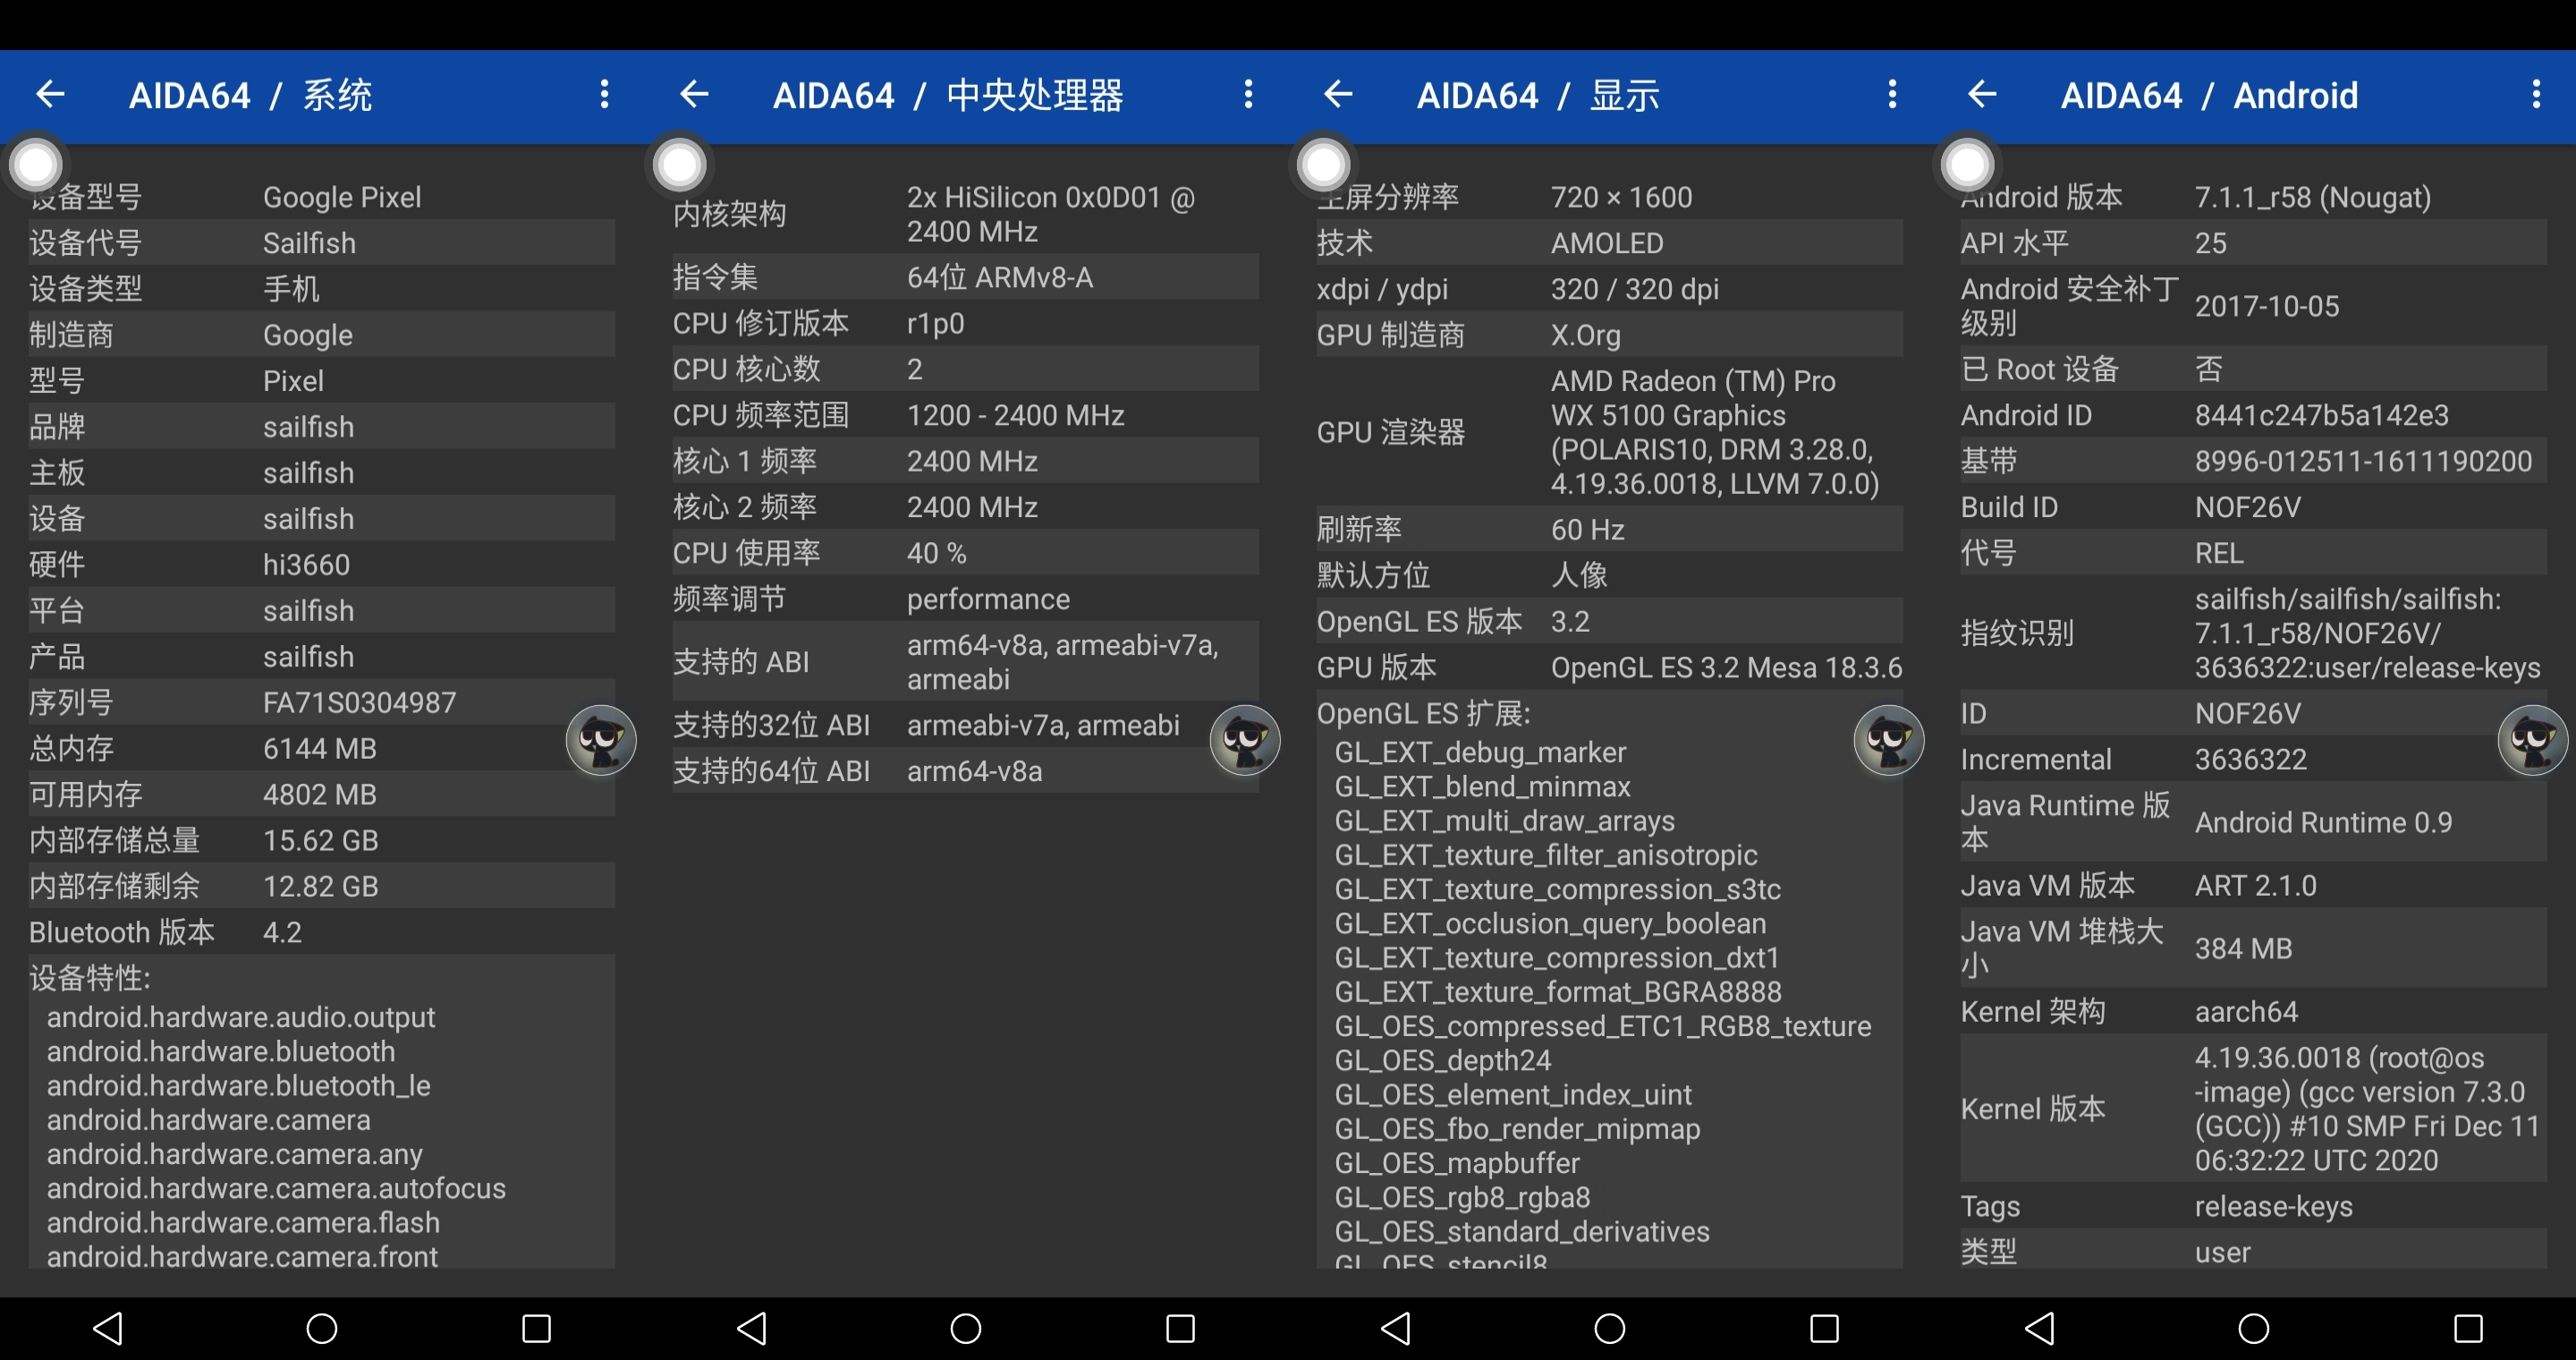 AIDA64 / 系统
设备型号 Google Pixel
设备代号 Sailfish
设备类型 手机
制造商 Google
型号 Pixel
品牌 sailfish
主板 sailfish
设备 sailfish
硬件 hi3660
平台 sailfish
产品 sailfish
序列号 FA71S0304987
总内存 6144 MB
可用内存 4802 MB
内部存储总量 15.62 GB
内部存储剩余 12.82 GB
Bluetooth 版本 4.2
设备特性:
android.hardware.audio.output
android.hardware.bluetooth
android.hardware.bluetooth_le
android.hardware.camera
android.hardware.camera.any
android.hardware.camera.autofocus
android.hardware.camera.flash
android.hardware.camera.front
AIDA64 / 中央处理器
内核架构 2x HiSilicon 0x0D01 @
2400 MHz
指令集 64位 ARMv8-A
CPU 修订版本 r1p0
CPU 核心数 2
CPU 频率范围 1200 - 2400 MHz
核心 1 频率 2400 MHz
核心 2 频率 2400 MHz
CPU 使用率 40 %
频率调节 performance
支持的 ABI arm64-v8a, armeabi-v7a,
armeabi
支持的32位 ABI armeabi-v7a, armeabi
支持的64位 ABI arm64-v8a
AIDA64 / 显示
主屏分辨率 720 × 1600
技术 AMOLED
xdpi / ydpi 320 / 320 dpi
GPU 制造商 X.Org
GPU 渲染器 AMD Radeon (TM) Pro
WX 5100 Graphics
(POLARIS10, DRM 3.28.0,
4.19.36.0018, LLVM 7.0.0)
刷新率 60 Hz
默认方位 人像
OpenGL ES 版本 3.2
GPU 版本 OpenGL ES 3.2 Mesa 18.3.6
OpenGL ES 扩展:
GL_EXT_debug_marker
GL_EXT_blend_minmax
GL_EXT_multi_draw_arrays
GL_EXT_texture_filter_anisotropic
GL_EXT_texture_compression_s3tc
GL_EXT_occlusion_query_boolean
GL_EXT_texture_compression_dxt1
GL_EXT_texture_format_BGRA8888
GL_OES_compressed_ETC1_RGB8_texture
GL_OES_depth24
GL_OES_element_index_uint
GL_OES_fbo_render_mipmap
GL_OES_mapbuffer
GL_OES_rgb8_rgba8
GL_OES_standard_derivatives
GL_OES_stencil8
AIDA64 / Android
Android 版本 7.1.1_r58 (Nougat)
API 水平 25
Android 安全补丁
级别 2017-10-05
已 Root 设备 否
Android ID 8441c247b5a142e3
基带 8996-012511-1611190200
Build ID NOF26V
代号 REL
指纹识别 sailfish/sailfish/sailfish:
7.1.1_r58/NOF26V/
3636322:user/release-keys
ID NOF26V
Incremental 3636322
Java Runtime 版
本 Android Runtime 0.9
Java VM 版本 ART 2.1.0
Java VM 堆栈大
小 384 MB
Kernel 架构 aarch64
Kernel 版本 4.19.36.0018 (root@os
-image) (gcc version 7.3.0
(GCC)) #10 SMP Fri Dec 11
06:32:22 UTC 2020
Tags release-keys
类型 user